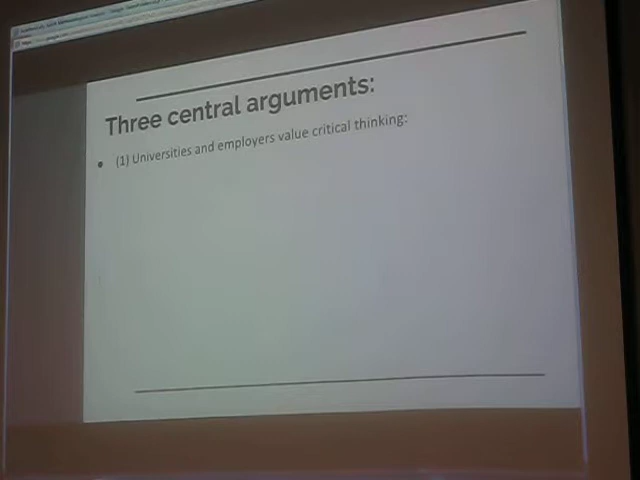 Three central arguments:
• (1) Universities and employers value critical thinking: